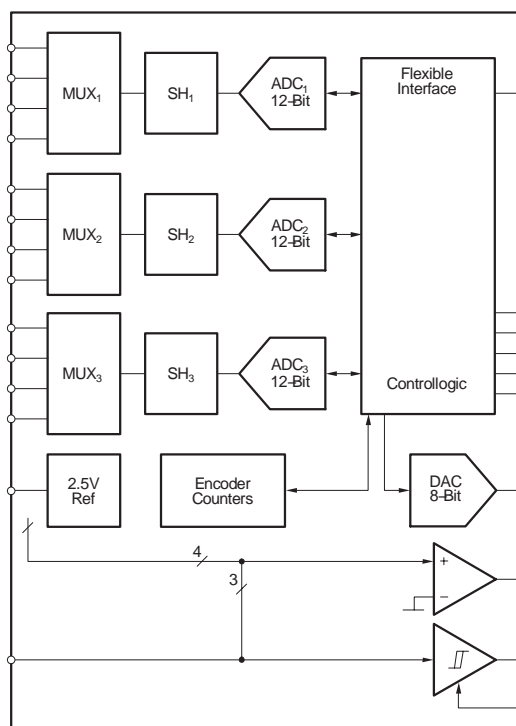 MUX1
SH1
ADC1
12-Bit
Flexible
Interface
MUX2
SH2
ADC2
12-Bit
MUX3
SH3
ADC3
12-Bit
Controllogic
2.5V
Ref
Encoder
Counters
DAC
8-Bit
4
+
3
−